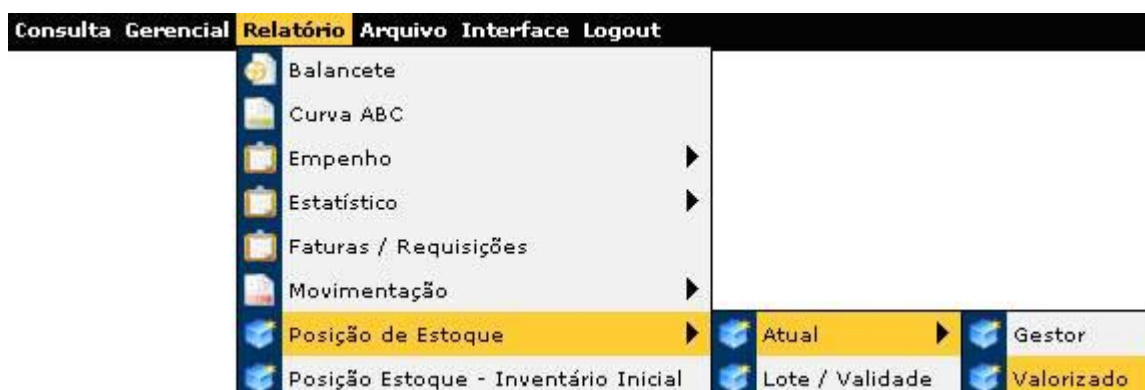 Consulta Gerencial Relatório Arquivo Interface Logout
Balancete
Curva ABC
Empenho
Estatístico
Faturas / Requisições
Movimentação
Posição de Estoque Atual Gestor
Posição Estoque - Inventário Inicial Lote / Validade Valorizado